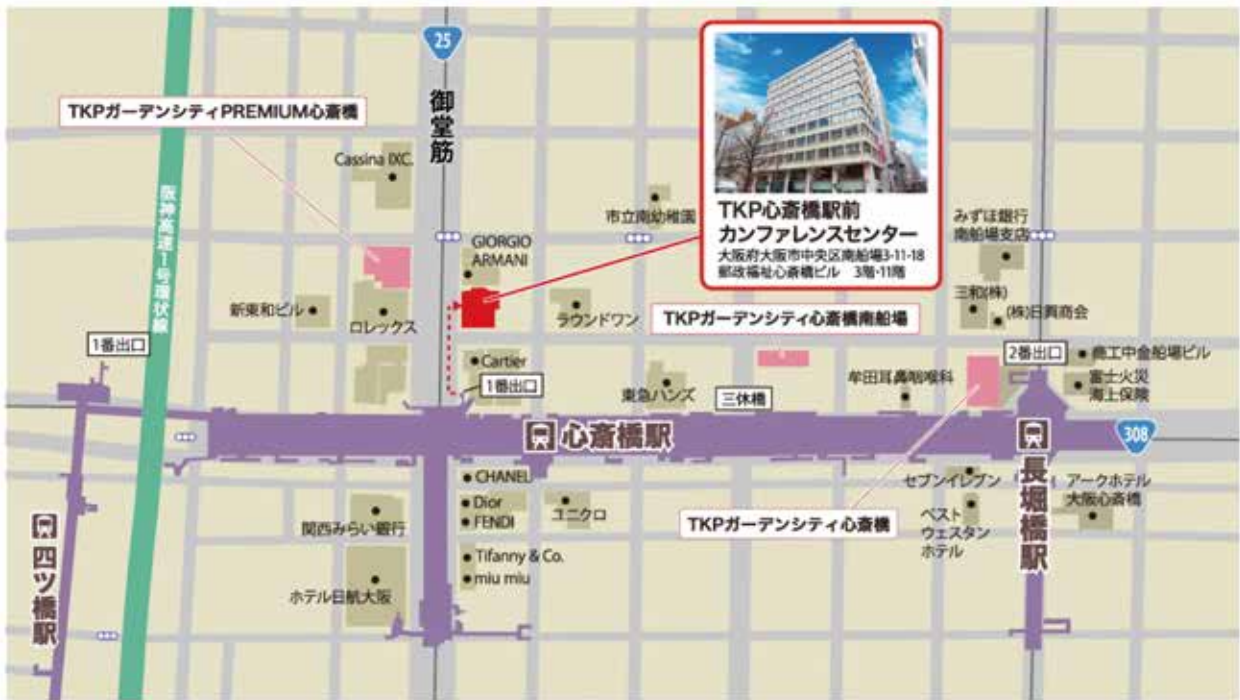 25
御堂筋
TKPガーデンシティPREMIUM心斎橋
Cassina IXC.
阪神高速1号環状線
市立南幼稚園
TKP心斎橋駅前
カンファレンスセンター
大阪府大阪市中央区南船場3-11-18
郵政福祉心斎橋ビル 3階・11階
みずほ銀行
南船場支店
GIORGIO
ARMANI
新東和ビル
ロレックス
ラウンドワン
TKPガーデンシティ心斎橋南船場
三和(株)
(株)日興商会
1番出口
Cartier
1番出口
東急ハンズ
三休橋
牟田耳鼻咽喉科
2番出口
商工中金船場ビル
富士火災
海上保険
心斎橋駅
308
CHANEL
Dior
FENDI
ユニクロ
関西みらい銀行
Tifanny & Co.
miu miu
ホテル日航大阪
TKPガーデンシティ心斎橋
セブンイレブン
ベスト
ウェスタン
ホテル
長堀橋駅
アークホテル
大阪心斎橋
四ツ橋駅